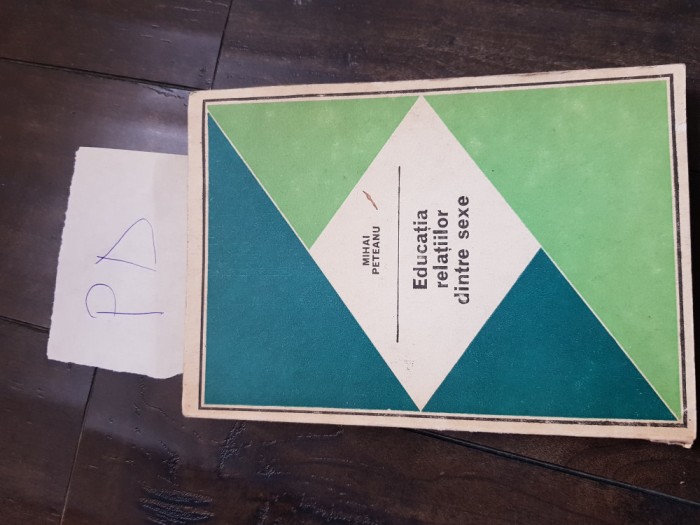 MIHAI
PETEANU
Educația
relațiilor
dintre sexe
PD